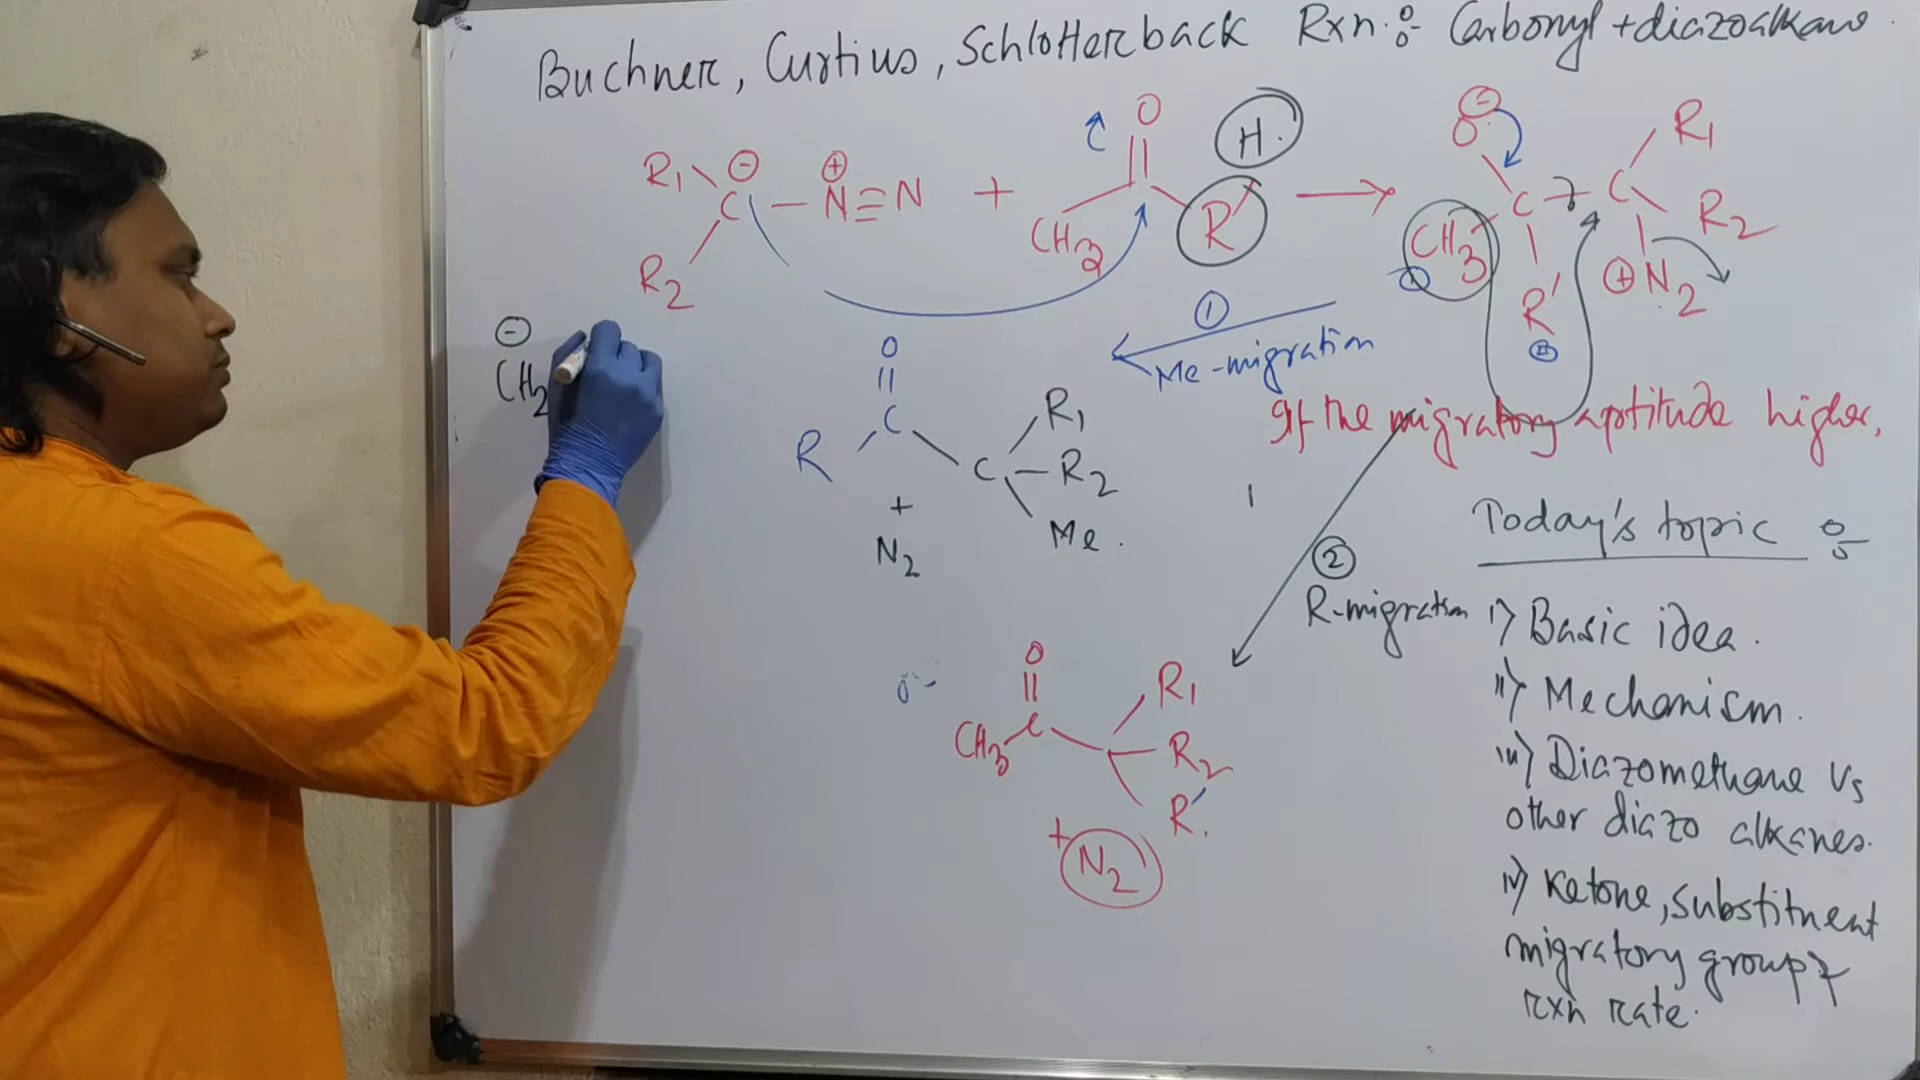 Buchner, Curtius, Schlotterback Rxn :- Carbonyl + diazoalkane.
R1 ⊖ C – N⊕ ≡ N + O H →
R2 CH3 R'
⊖ O R1
CH3 C – C R2
R' ⊕N2
①
Me-migration
⊖
CH2
O
||
C
R C R1
R2
Me.
+
N2
If the migratory aptitude higher,
②
R-migration
O
||
CH3 C R1
R2
R'.
+ N2
Today's topic :-
i) Basic idea.
ii) Mechanism.
iii) Diazomethane Vs
other diazo alkanes.
iv) Ketone, substituent
migratory group &
rxn rate.